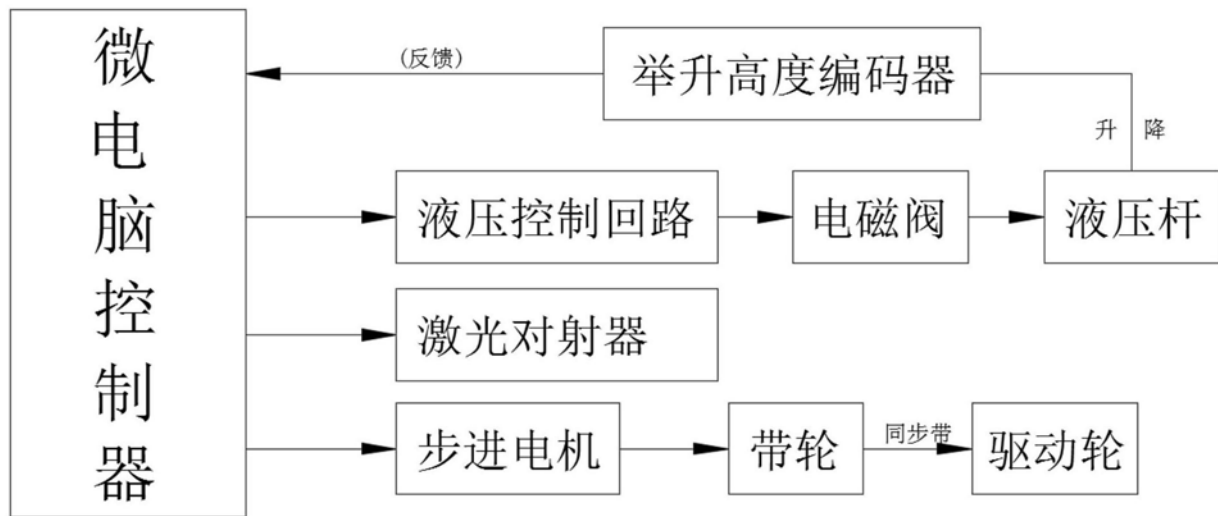 微电脑控制器
(反馈)
举升高度编码器
升 降
液压控制回路
电磁阀
液压杆
激光对射器
步进电机
带轮
同步带
驱动轮